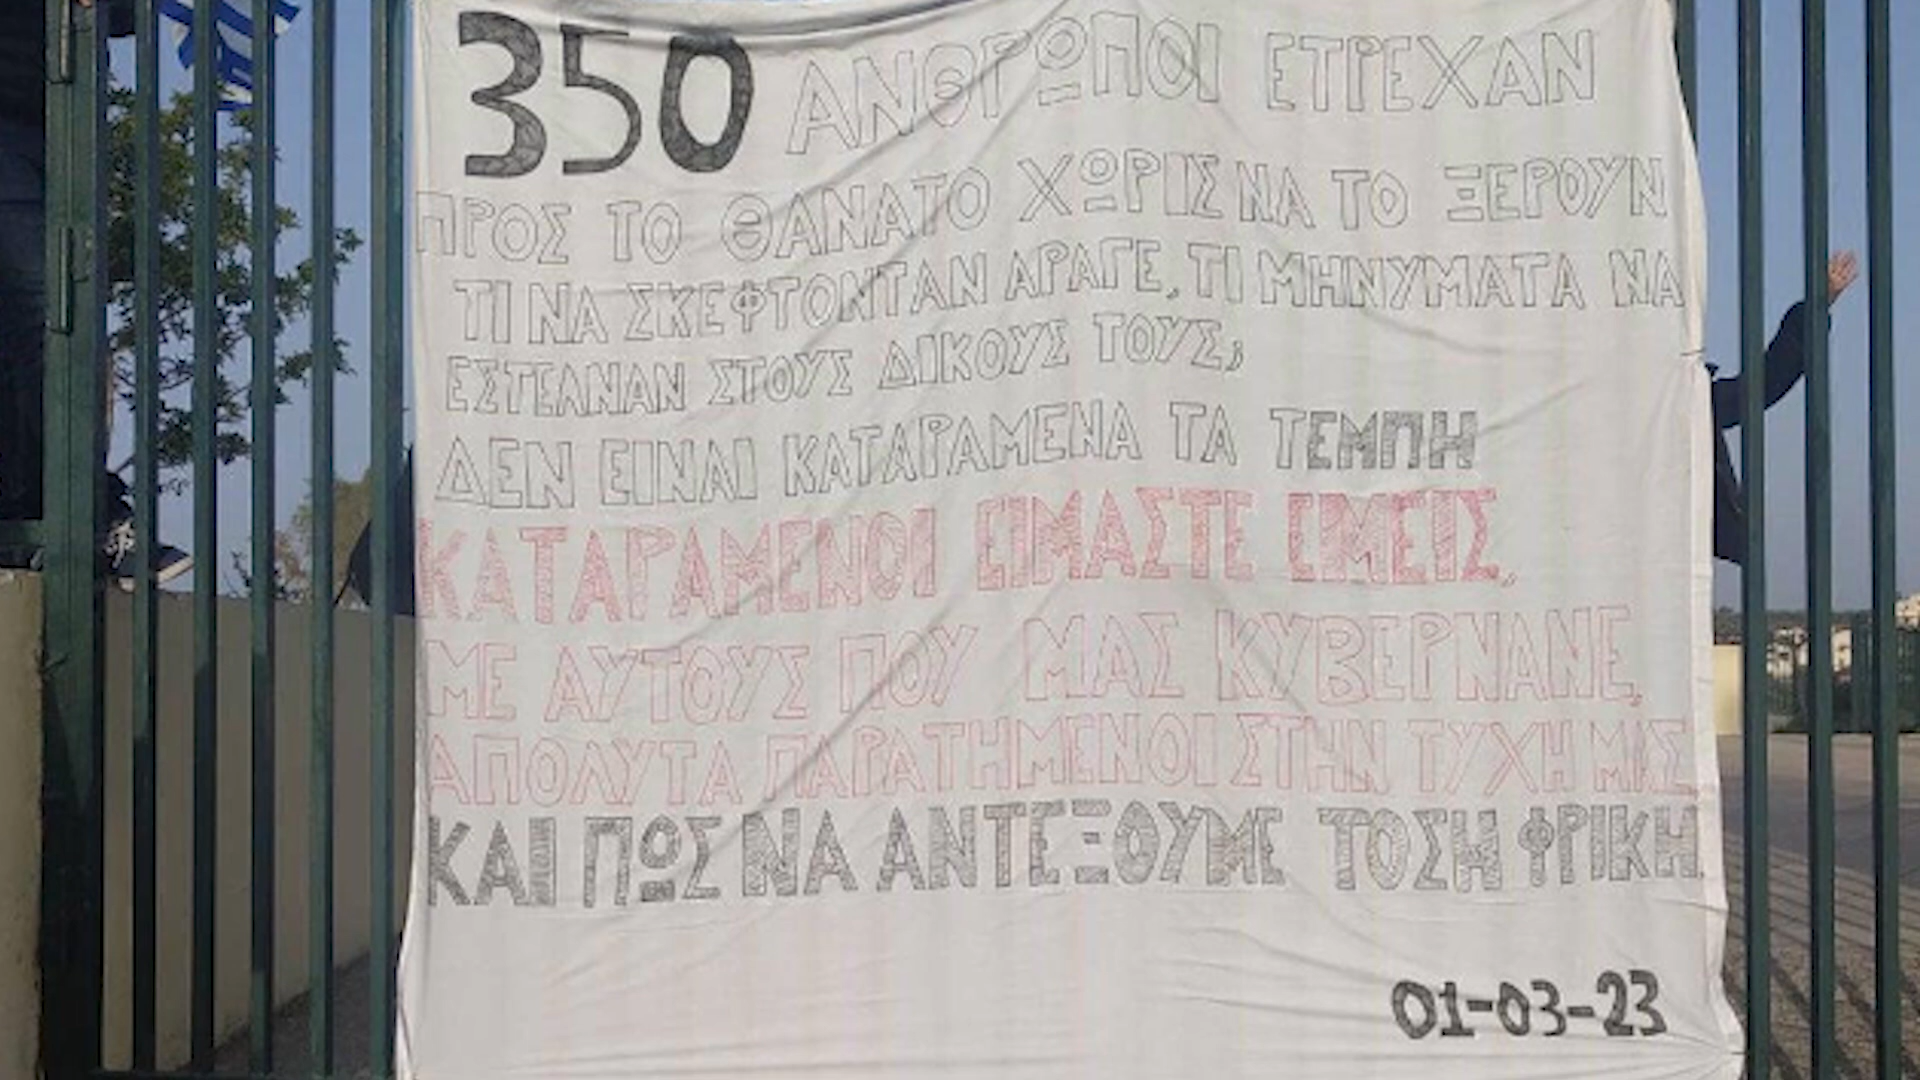 350 ΑΝΘΡΩΠΟΙ ΕΤΡΕΧΑΝ
ΠΡΟΣ ΤΟ ΘΑΝΑΤΟ ΧΩΡΙΣ ΝΑ ΤΟ ΞΕΡΟΥΝ
ΤΙ ΝΑ ΣΚΕΦΤΟΝΤΑΝ ΑΡΑΓΕ, ΤΙ ΜΗΝΥΜΑΤΑ ΝΑ
ΕΣΤΕΛΝΑΝ ΣΤΟΥΣ ΔΙΚΟΥΣ ΤΟΥΣ;
ΔΕΝ ΕΙΝΑΙ ΚΑΤΑΡΑΜΕΝΑ ΤΑ ΤΕΜΠΗ
ΚΑΤΑΡΑΜΕΝΟΙ ΕΙΜΑΣΤΕ ΕΜΕΙΣ,
ΜΕ ΑΥΤΟΥΣ ΠΟΥ ΜΑΣ ΚΥΒΕΡΝΑΝΕ,
ΑΠΟΛΥΤΑ ΠΑΡΑΤΗΜΕΝΟΙ ΣΤΗΝ ΤΥΧΗ ΜΑΣ
ΚΑΙ ΠΩΣ ΝΑ ΑΝΤΕΞΟΥΜΕ ΤΟΣΗ ΦΡΙΚΗ.
01-03-23